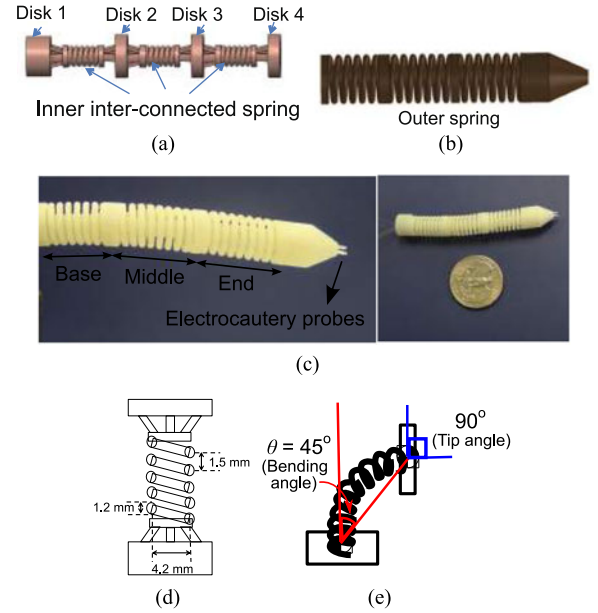 Disk 1
Disk 2
Disk 3
Disk 4
Inner inter-connected spring
(a)
Outer spring
(b)
Base
Middle
End
Electrocautery probes
(c)
1.5 mm
1.2 mm
4.2 mm
(d)
θ = 45°
(Bending
angle)
90°
(Tip angle)
(e)